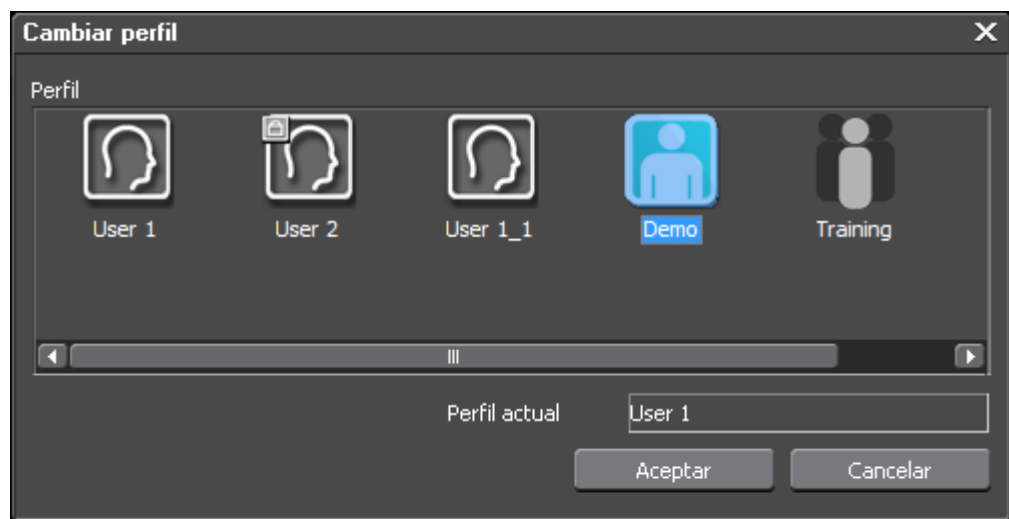 Cambiar perfil
Perfil
User 1
User 2
User 1_1
Demo
Training
Perfil actual
User 1
Aceptar
Cancelar